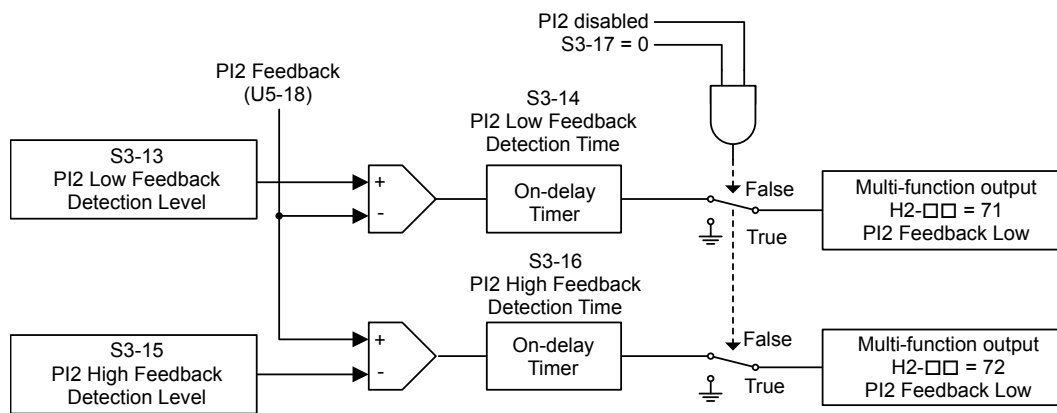 PI2 disabled
S3-17 = 0
PI2 Feedback
(U5-18)
S3-14
PI2 Low Feedback
Detection Time
S3-13
PI2 Low Feedback
Detection Level
+
-
On-delay
Timer
False
True
Multi-function output
H2-□□ = 71
PI2 Feedback Low
S3-16
PI2 High Feedback
Detection Time
S3-15
PI2 High Feedback
Detection Level
+
-
On-delay
Timer
False
True
Multi-function output
H2-□□ = 72
PI2 Feedback Low